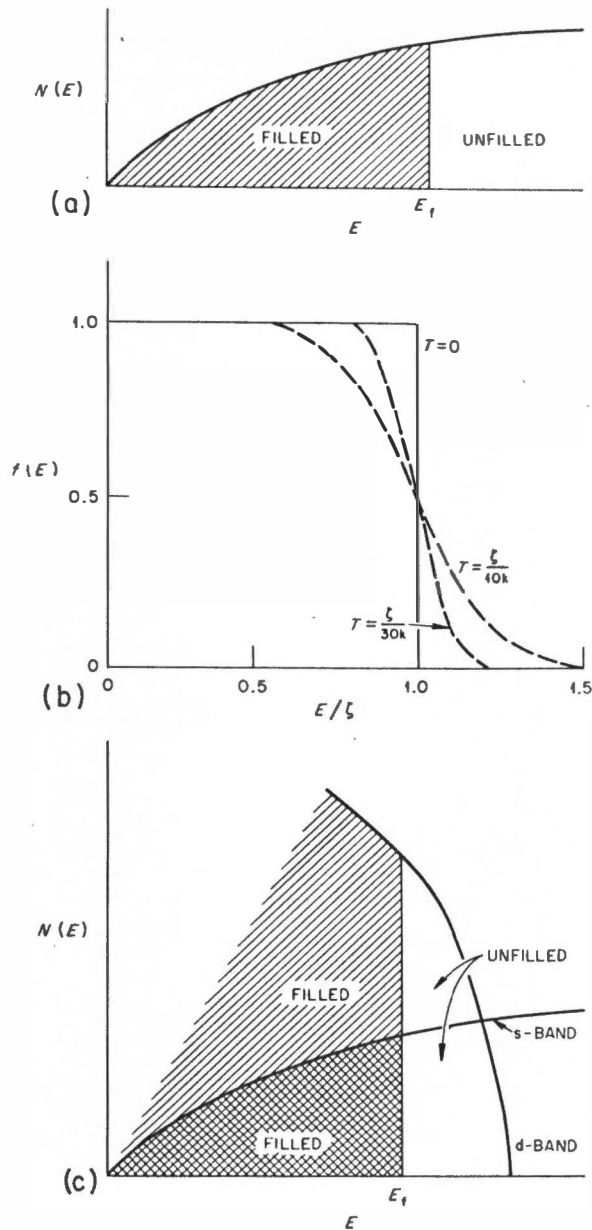 N(E)
FILLED
UNFILLED
(a)
E_f
E
1.0
T=0
f(E)
0.5
T=ζ/10k
T=ζ/30k
0
(b)
0
0.5
1.0
1.5
E/ζ
N(E)
UNFILLED
FILLED
s-BAND
FILLED
d-BAND
(c)
E_f
E